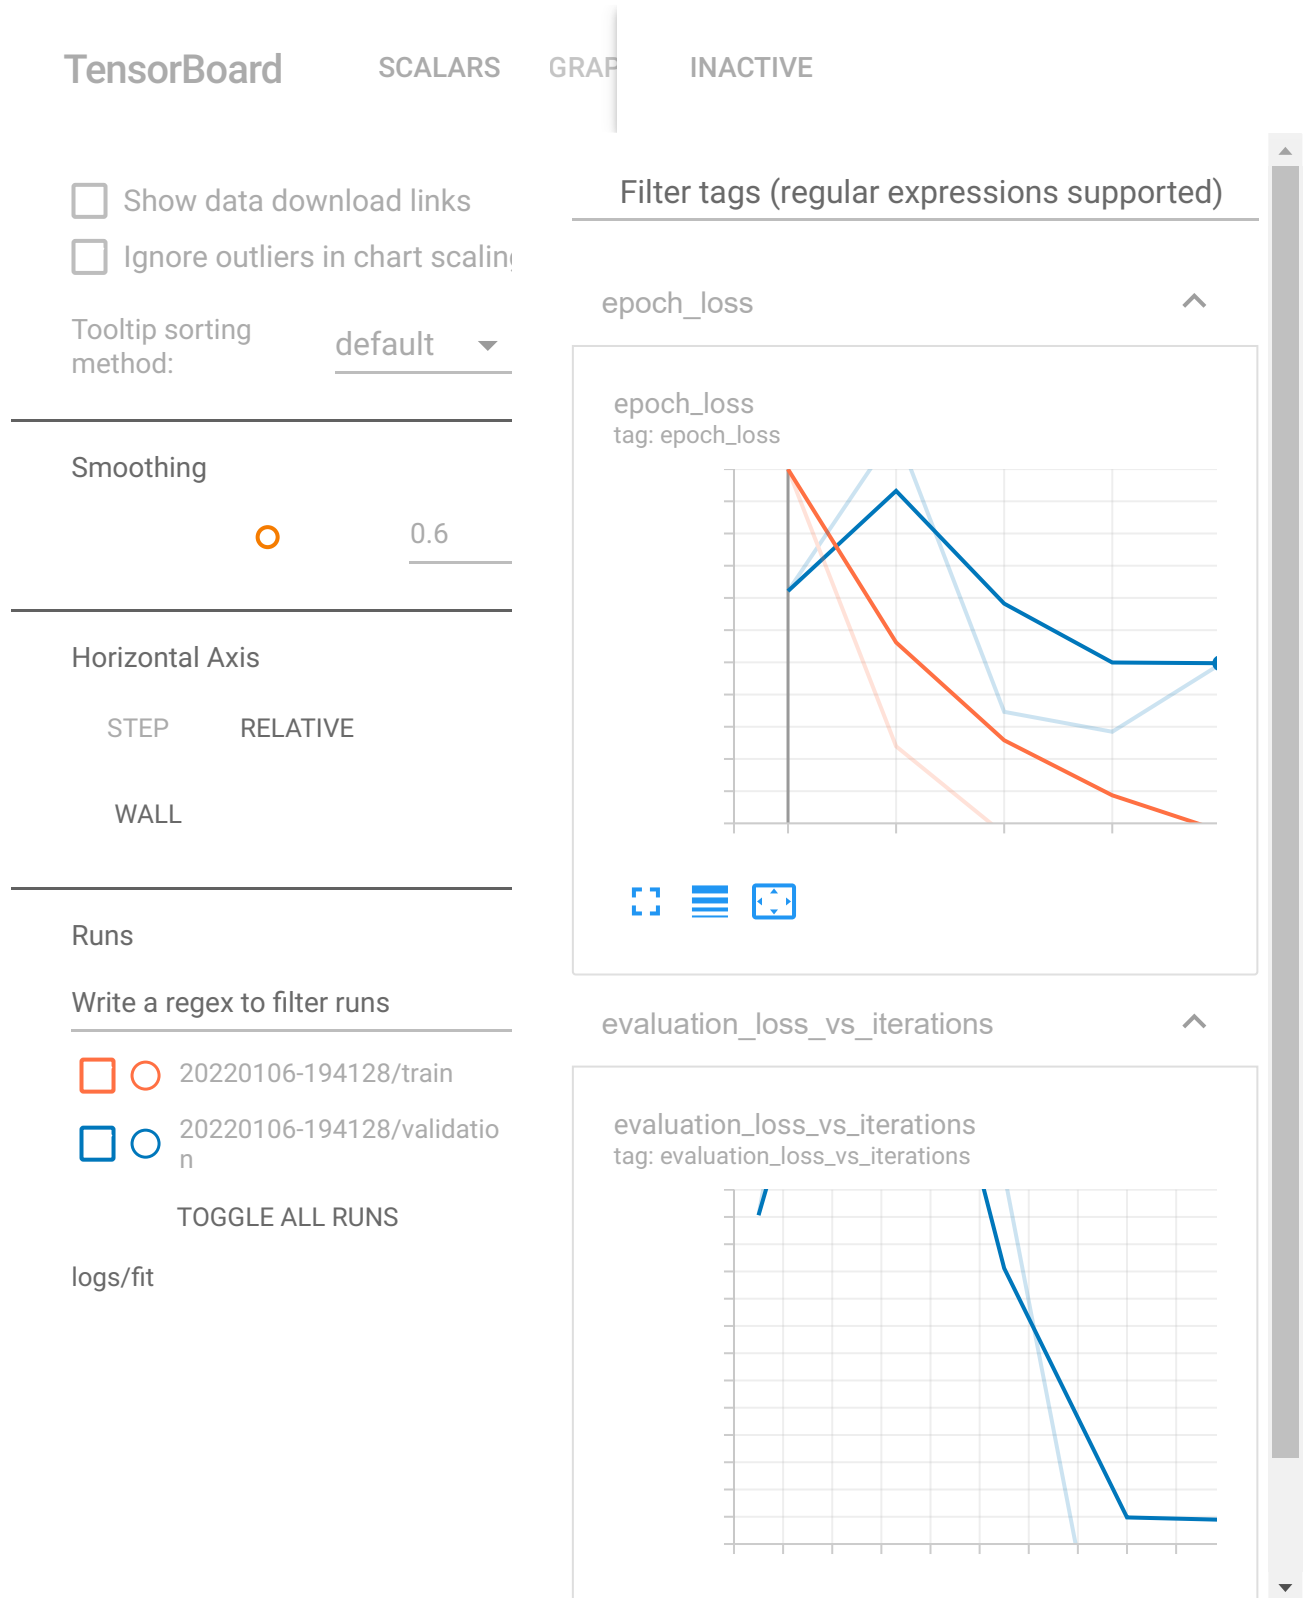 TensorBoard
SCALARS
GRAP
INACTIVE
Show data download links
Ignore outliers in chart scaling
Tooltip sorting
method:
default
Smoothing
0.6
Horizontal Axis
STEP
RELATIVE
WALL
Runs
Write a regex to filter runs
20220106-194128/train
20220106-194128/validatio
n
TOGGLE ALL RUNS
logs/fit
Filter tags (regular expressions supported)
epoch_loss
epoch_loss
tag: epoch_loss
evaluation_loss_vs_iterations
evaluation_loss_vs_iterations
tag: evaluation_loss_vs_iterations